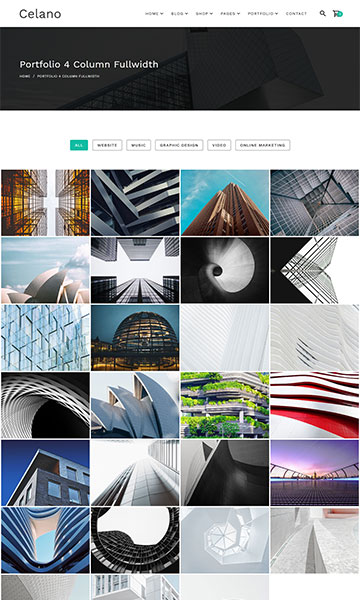 Celano
HOME BLOG SHOP PAGES PORTFOLIO CONTACT
Portfolio 4 Column Fullwidth
HOME / PORTFOLIO 4 COLUMN FULLWIDTH
ALL WEBSITE MUSIC GRAPHIC DESIGN VIDEO ONLINE MARKETING